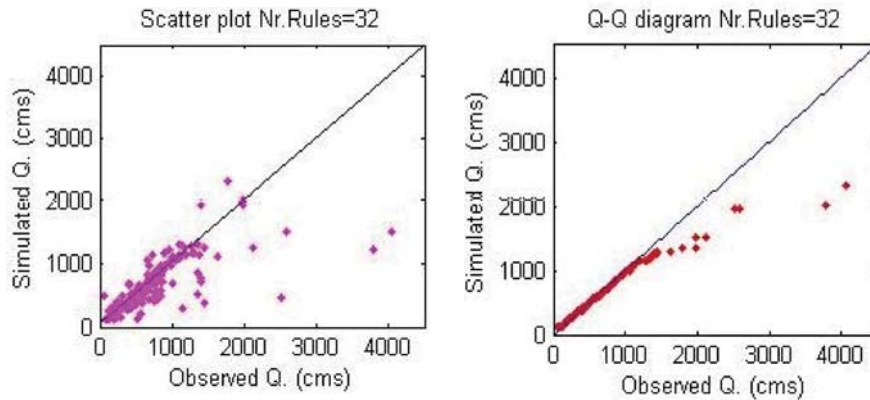 Scatter plot Nr.Rules=32
Simulated Q. (cms)
4000
3000
2000
1000
0
0 1000 2000 3000 4000
Observed Q. (cms)
Q-Q diagram Nr.Rules=32
Simulated Q. (cms)
4000
3000
2000
1000
0
0 1000 2000 3000 4000
Observed Q. (cms)